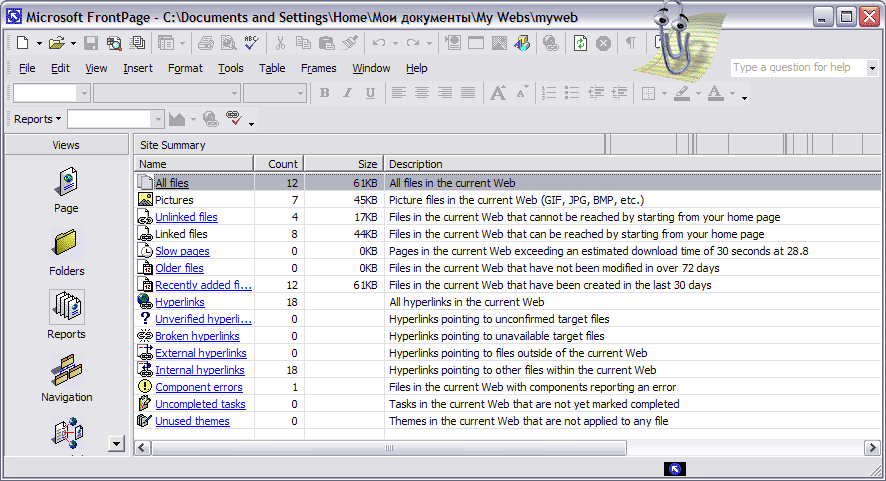 Microsoft FrontPage - C:\Documents and Settings\Home\Мои документы\My Webs\myweb
File Edit View Insert Format Tools Table Frames Window Help Type a question for help
B I U A A A
Reports
Views Site Summary
Name Count Size Description
All files 12 61KB All files in the current Web
Pictures 7 45KB Picture files in the current Web (GIF, JPG, BMP, etc.)
Unlinked files 4 17KB Files in the current Web that cannot be reached by starting from your home page
Linked files 8 44KB Files in the current Web that can be reached by starting from your home page
Slow pages 0 0KB Pages in the current Web exceeding an estimated download time of 30 seconds at 28.8
Older files 0 0KB Files in the current Web that have not been modified in over 72 days
Recently added fi... 12 61KB Files in the current Web that have been created in the last 30 days
Hyperlinks 18 All hyperlinks in the current Web
Unverified hyperli... 0 Hyperlinks pointing to unconfirmed target files
Broken hyperlinks 0 Hyperlinks pointing to unavailable target files
External hyperlinks 0 Hyperlinks pointing to files outside of the current Web
Internal hyperlinks 18 Hyperlinks pointing to other files within the current Web
Component errors 1 Files in the current Web with components reporting an error
Uncompleted tasks 0 Tasks in the current Web that are not yet marked completed
Unused themes 0 Themes in the current Web that are not applied to any file
Page
Folders
Reports
Navigation